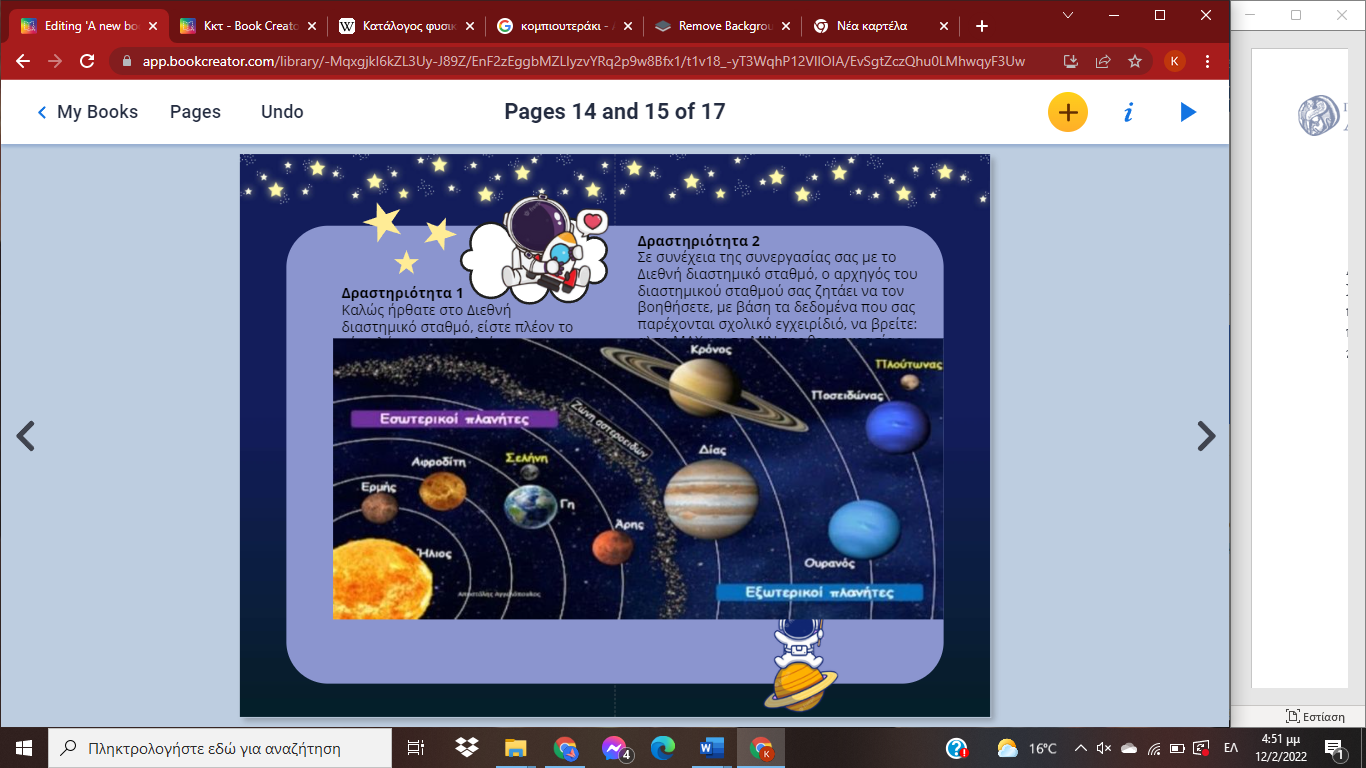 Editing 'A new bo
Κκτ - Book Creato
Κατάλογος φυσικ
κομπιουτεράκι - Α
Remove Backgrou
Νέα καρτέλα
app.bookcreator.com/library/-Mqxgjkl6kZL3Uy-J89Z/EnF2zEggbMZLlyzvYRq2p9w8Bfx1/t1v18_-yT3WqhP12VIlOIA/EvSgtZczQhu0LMhwqyF3Uw
K
My Books
Pages
Undo
Pages 14 and 15 of 17
Δραστηριότητα 1
Καλώς ήρθατε στο Διεθνή
διαστημικό σταθμό, είστε πλέον το
Δραστηριότητα 2
Σε συνέχεια της συνεργασίας σας με το
Διεθνή διαστημικό σταθμό, ο αρχηγός του
διαστημικού σταθμού σας ζητάει να τον
βοηθήσετε, με βάση τα δεδομένα που σας
παρέχονται σχολικό εγχειρίδιό, να βρείτε:
Κρόνος
Πλούτωνας
Ποσειδώνας
Εσωτερικοί πλανήτες
Ζώνη αστεροειδών
Δίας
Αφροδίτη
Σελήνη
Ερμής
Γη
Άρης
Ήλιος
Ουρανός
Εξωτερικοί πλανήτες
Εστίαση
Πληκτρολογήστε εδώ για αναζήτηση
4
16°C
ΕΛ
4:51 μμ
12/2/2022
1